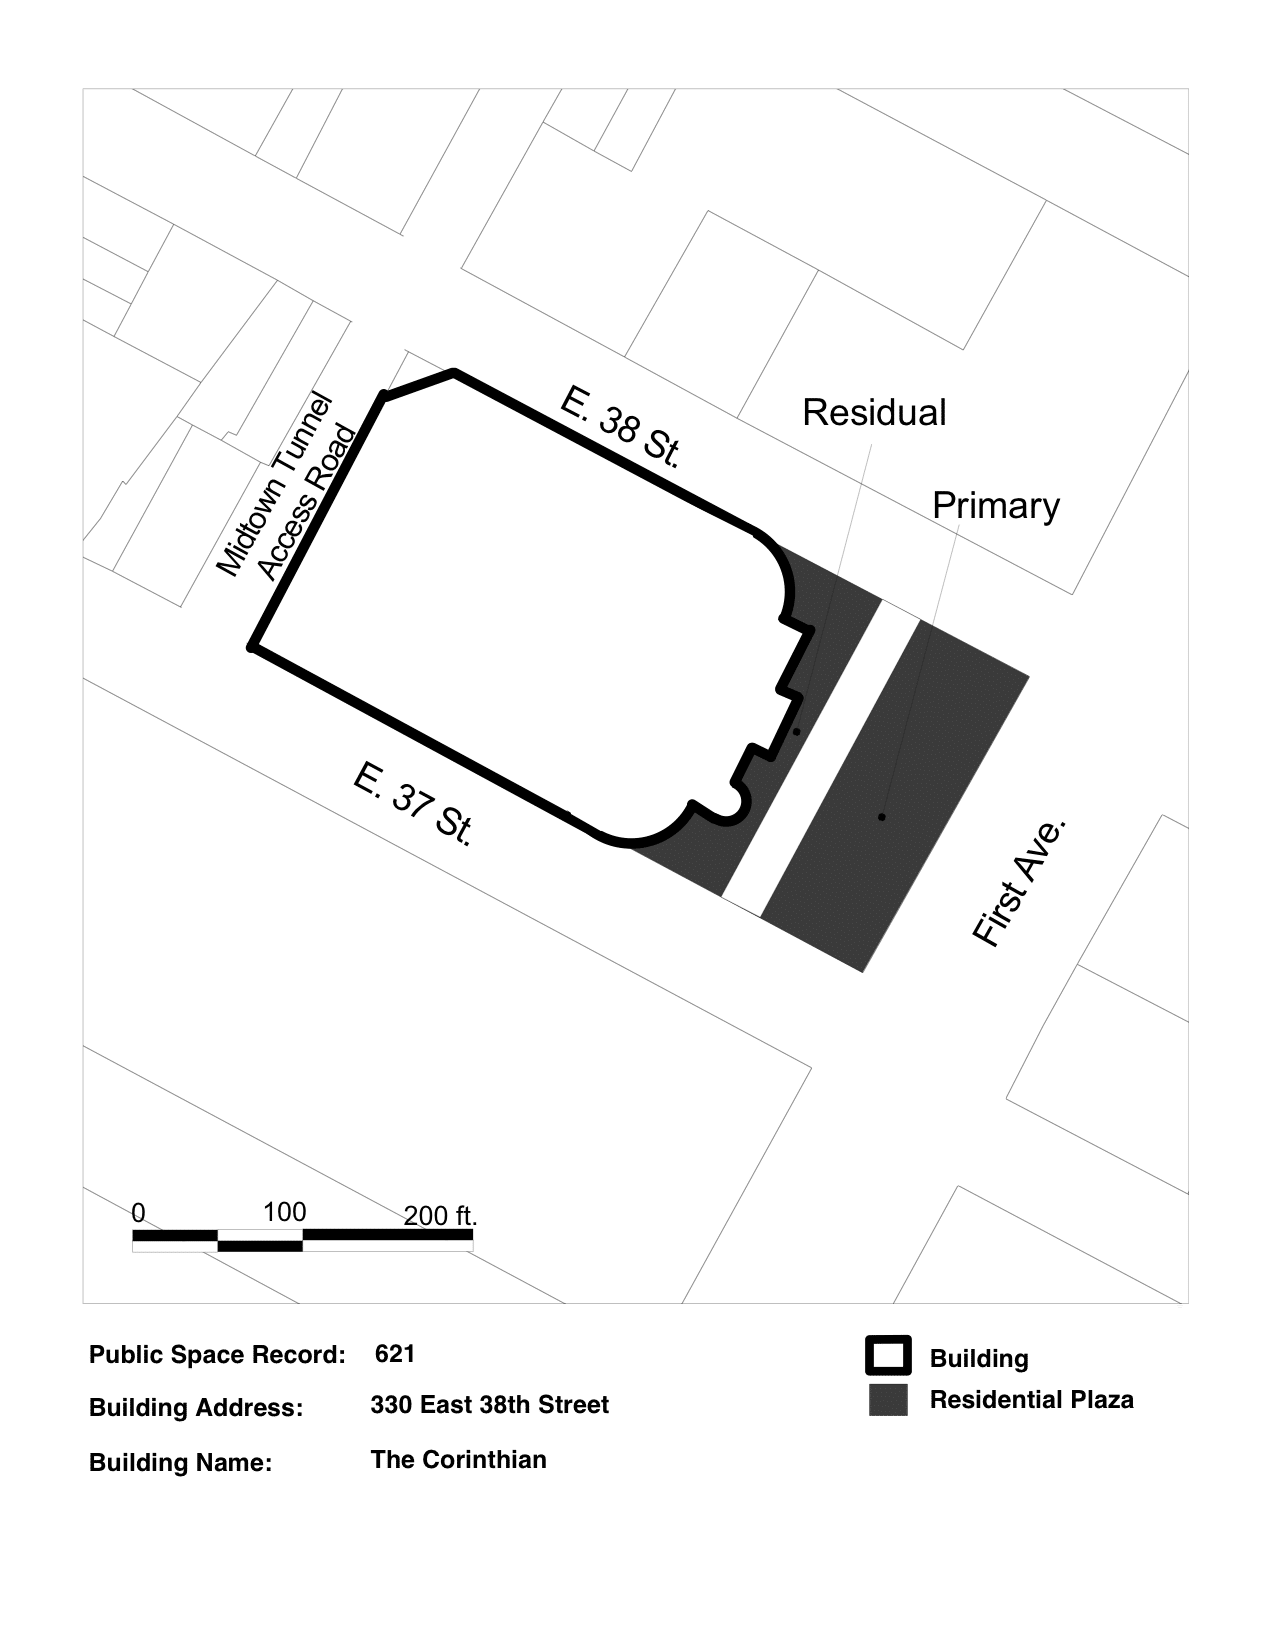 E. 38 St.
Residual
Primary
Midtown Tunnel
Access Road
E. 37 St.
First Ave.
0 100 200 ft.
Public Space Record: 621
Building Address: 330 East 38th Street
Building Name: The Corinthian
Building
Residential Plaza